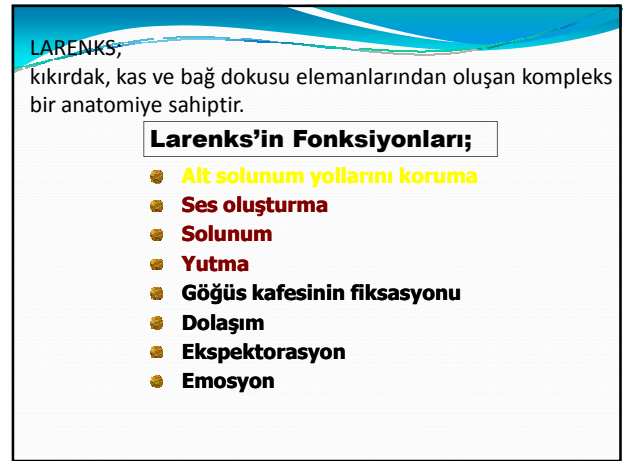 LARENKS;
kıkırdak, kas ve bağ dokusu elemanlarından oluşan kompleks
bir anatomiye sahiptir.
Larenks’in Fonksiyonları;
Alt solunum yollarını koruma
Ses oluşturma
Solunum
Yutma
Göğüs kafesinin fiksasyonu
Dolaşım
Ekspektorasyon
Emosyon